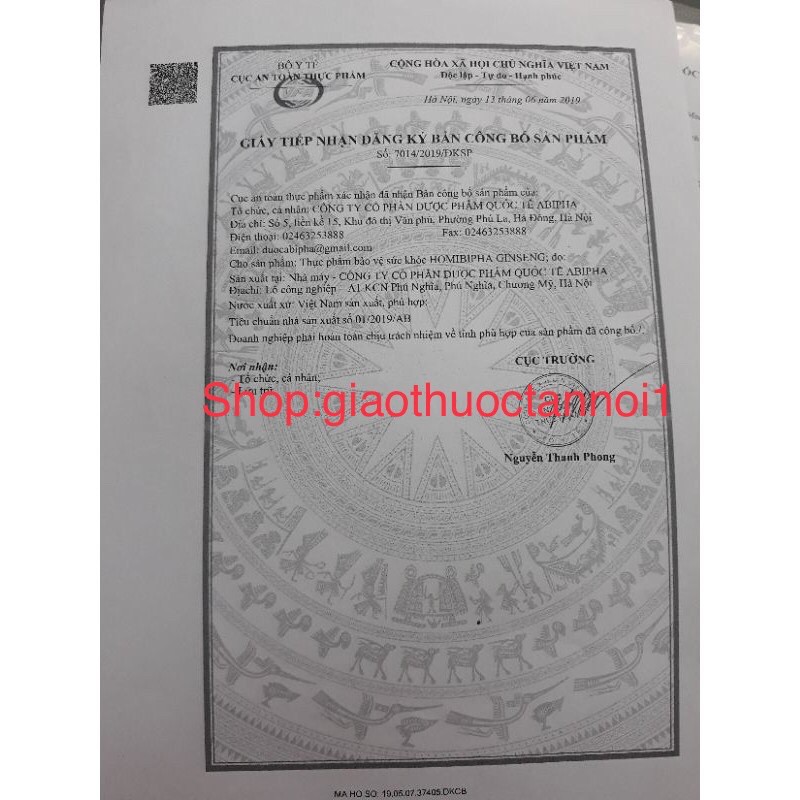 BỘ Y TẾ
CỤC AN TOÀN THỰC PHẨM
CỘNG HÒA XÃ HỘI CHỦ NGHĨA VIỆT NAM
Độc lập - Tự do - Hạnh phúc
Hà Nội, ngày 13 tháng 06 năm 2019
GIẤY TIẾP NHẬN ĐĂNG KÝ BẢN CÔNG BỐ SẢN PHẨM
Số: 7014/2019/ĐKSP
Cục an toàn thực phẩm xác nhận đã nhận Bản công bố sản phẩm của:
Tổ chức, cá nhân: CÔNG TY CỔ PHẦN DƯỢC PHẨM QUỐC TẾ ABIPHA
Địa chỉ: Số 5, liền kề 15, Khu đô thị Văn phú, Phường Phú La, Hà Đông, Hà Nội
Điện thoại: 02463253888 Fax: 02463253888
Email: duocabipha@gmail.com
Cho sản phẩm: Thực phẩm bảo vệ sức khỏe HOMIBIPHA GINSENG; do:
Sản xuất tại: Nhà máy - CÔNG TY CỔ PHẦN DƯỢC PHẨM QUỐC TẾ ABIPHA
Địachỉ: Lô công nghiệp - A1 KCN Phú Nghĩa, Phú Nghĩa, Chương Mỹ, Hà Nội
Nước xuất xứ: Việt Nam sản xuất, phù hợp:
Tiêu chuẩn nhà sản xuất số 01/2019/AB
Doanh nghiệp phải hoàn toàn chịu trách nhiệm về tính phù hợp của sản phẩm đã công bố./.
Nơi nhận:
- Tổ chức, cá nhân;
- Lưu trữ.
CỤC TRƯỞNG
Shop:giaothuoctannoi1
Nguyễn Thanh Phong
MA HO SO: 19.05.07.37405.DKCB